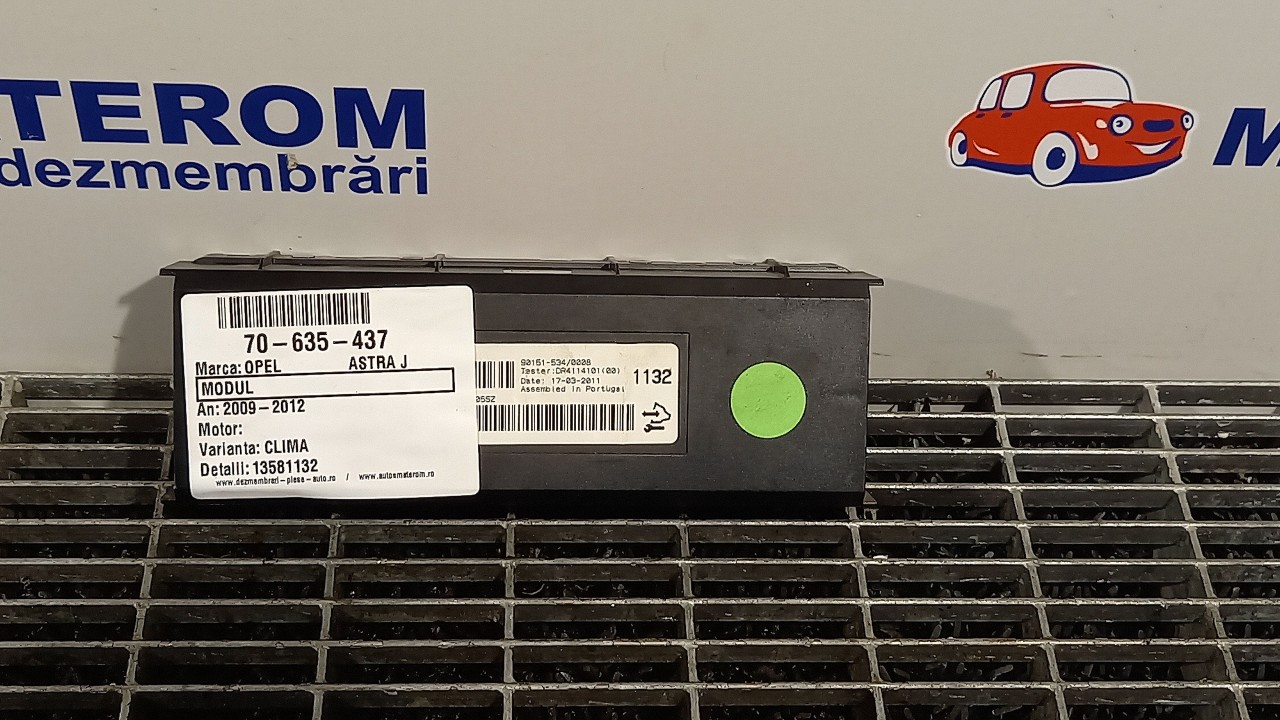 TEROM
dezmembrări
M
70-635-437
Marca: OPEL ASTRA J
MODUL
An: 2009-2012
Motor:
Varianta: CLIMA
Detalii: 13581132
www.dezmembrari-piese-auto.ro / www.autosmaterom.ro
90151-534/0008
Tester:DR4114101(00)
Date: 17-03-2011
Assembled in Portugal
1132